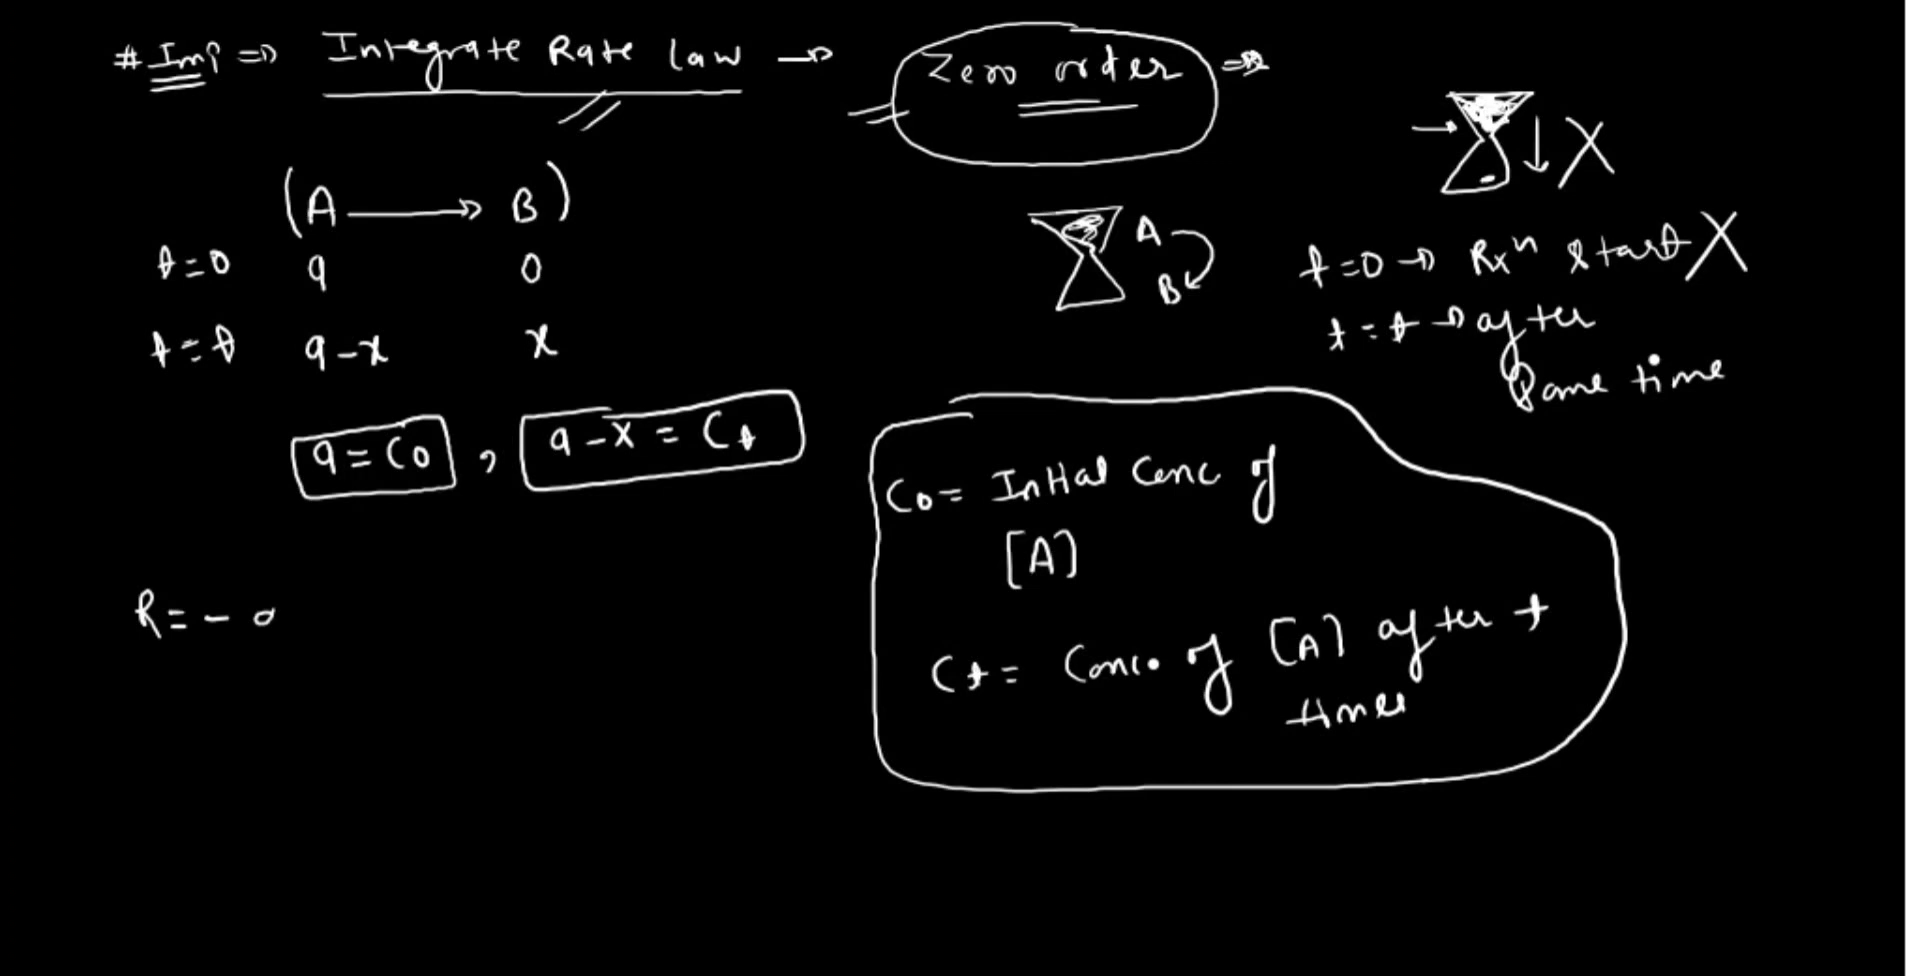 # Imp ⇒ Integrate Rate law → Zero order ⇒
(A → B)
t=0 a 0
t=t a-x x
a=C0 , a-x = Ct
A
B
X
t=0 → Rxn start X
t=t → after
Some time
C0 = Initial Conc of
[A]
Ct = Conc. of [A] after t
times
R = -